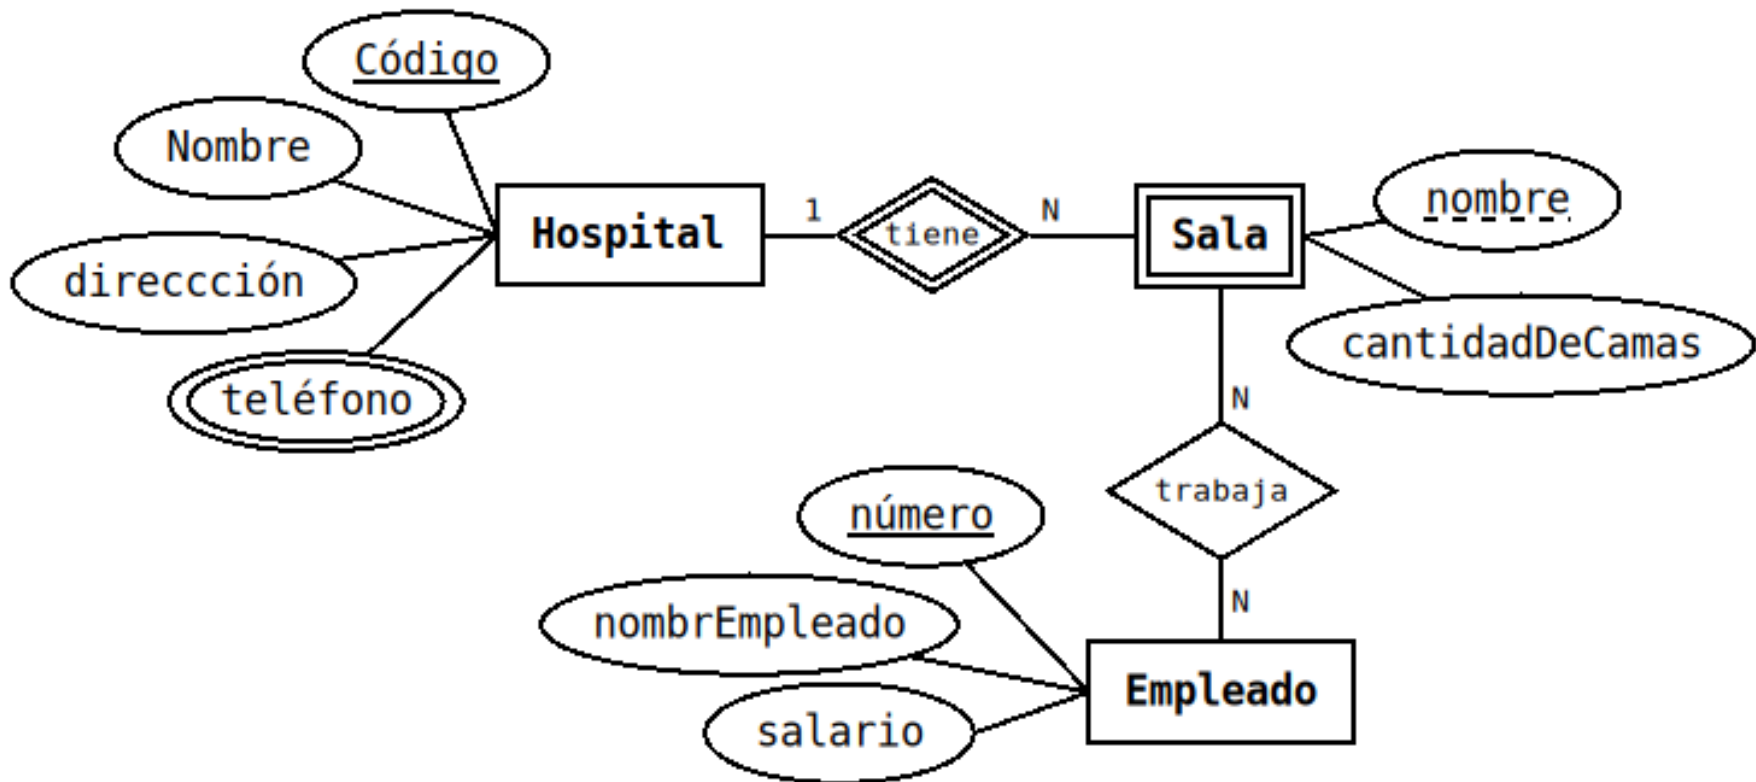 Código
Nombre
direccción
teléfono
Hospital
1
tiene
N
Sala
nombre
cantidadDeCamas
N
trabaja
N
número
nombrEmpleado
salario
Empleado